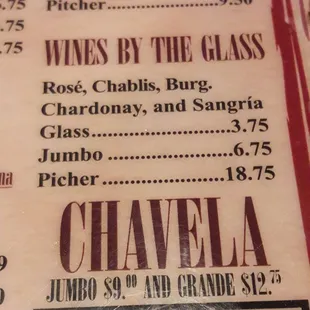 Pitcher
WINES BY THE GLASS
Rosé, Chablis, Burg.
Chardonay, and Sangría
Glass..........................3.75
Jumbo.......................6.75
Picher.......................18.75
CHAVELA
JUMBO $9.00 AND GRANDE $12.75